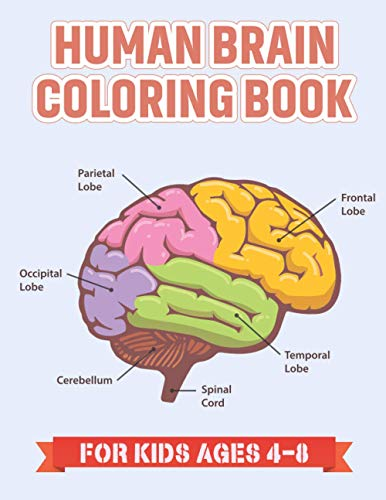 HUMAN BRAIN
COLORING BOOK
Parietal
Lobe
Frontal
Lobe
Occipital
Lobe
Temporal
Lobe
Cerebellum
Spinal
Cord
FOR KIDS AGES 4-8